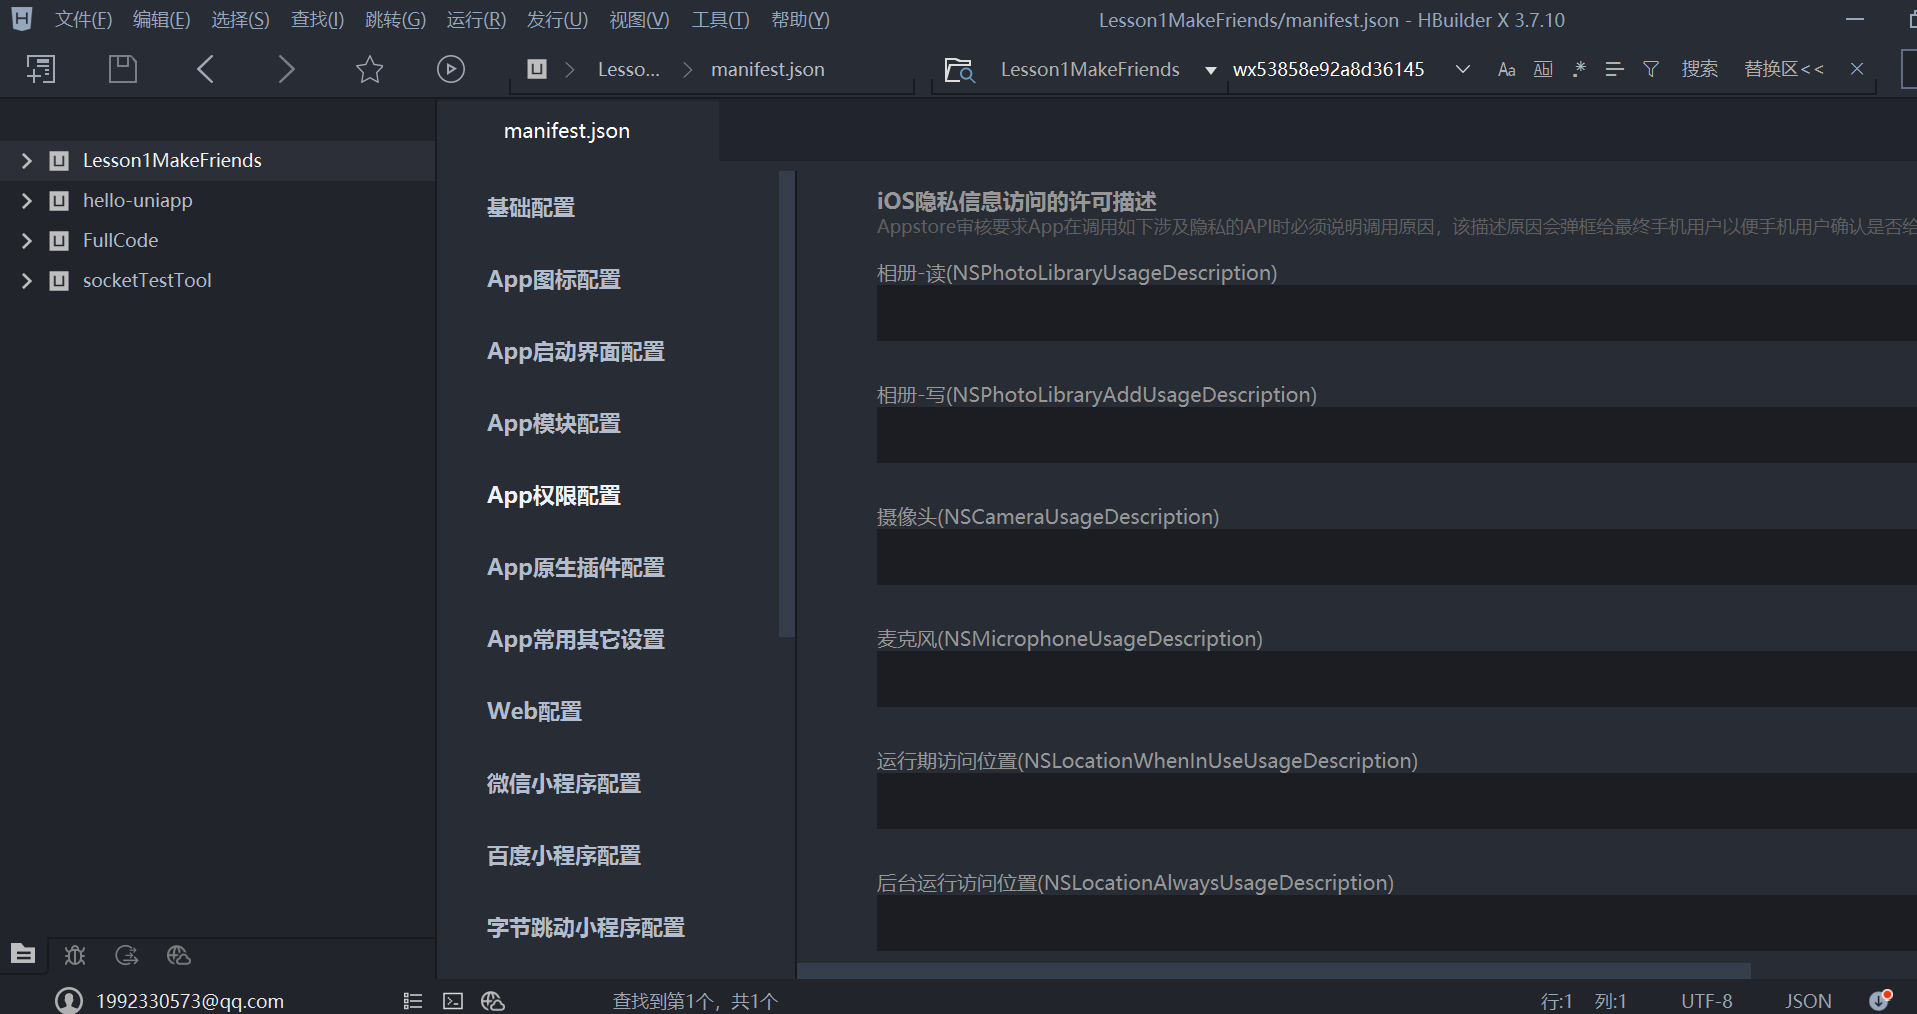 文件(F) 编辑(E) 选择(S) 查找(I) 跳转(G) 运行(R) 发行(U) 视图(V) 工具(T) 帮助(Y) Lesson1MakeFriends/manifest.json - HBuilder X 3.7.10
Lesso... manifest.json Lesson1MakeFriends wx53858e92a8d36145 Aa Ab| .* 搜索 替换区<<
manifest.json
Lesson1MakeFriends
hello-uniapp
FullCode
socketTestTool
基础配置
App图标配置
App启动界面配置
App模块配置
App权限配置
App原生插件配置
App常用其它设置
Web配置
微信小程序配置
百度小程序配置
字节跳动小程序配置
iOS隐私信息访问的许可描述
Appstore审核要求App在调用如下涉及隐私的API时必须说明调用原因，该描述原因会弹框给最终手机用户以便手机用户确认是否给
相册-读(NSPhotoLibraryUsageDescription)
相册-写(NSPhotoLibraryAddUsageDescription)
摄像头(NSCameraUsageDescription)
麦克风(NSMicrophoneUsageDescription)
运行期访问位置(NSLocationWhenInUseUsageDescription)
后台运行访问位置(NSLocationAlwaysUsageDescription)
1992330573@qq.com 查找到第1个，共1个 行:1 列:1 UTF-8 JSON